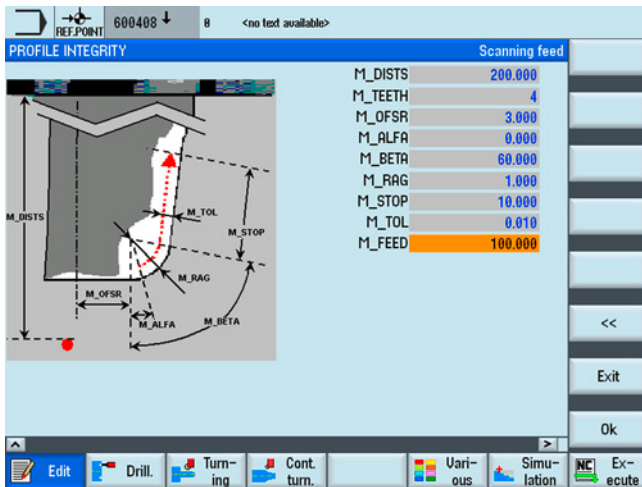 REF.POINT 600408 8 <no text available>
PROFILE INTEGRITY Scanning feed
M_DISTS 200.000
M_TEETH 4
M_OFSR 3.000
M_ALFA 0.000
M_BETA 60.000
M_RAG 1.000
M_STOP 10.000
M_TOL 0.010
M_FEED 100.000
M_DISTS
M_TOL
M_STOP
M_RAG
M_OFSR
M_ALFA
M_BETA
<<
Exit
Ok
Edit
Drill.
Turn-
ing
Cont.
turn.
Vari-
ous
Simu-
lation
NC Ex-
ecute